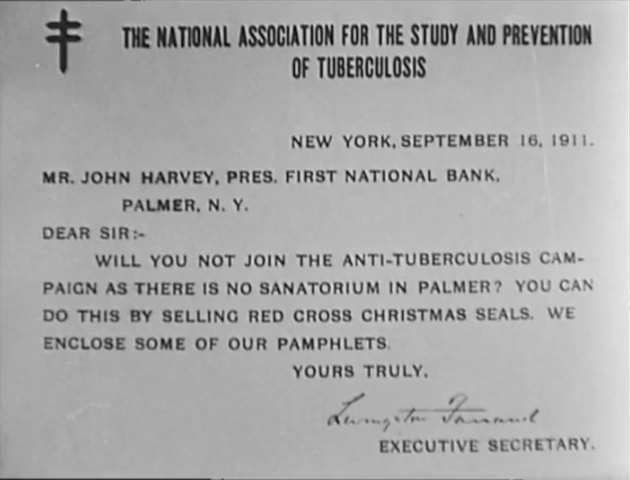 THE NATIONAL ASSOCIATION FOR THE STUDY AND PREVENTION
OF TUBERCULOSIS
NEW YORK, SEPTEMBER 16, 1911.
MR. JOHN HARVEY, PRES. FIRST NATIONAL BANK,
PALMER, N. Y.
DEAR SIR:-
WILL YOU NOT JOIN THE ANTI-TUBERCULOSIS CAM-
PAIGN AS THERE IS NO SANATORIUM IN PALMER? YOU CAN
DO THIS BY SELLING RED CROSS CHRISTMAS SEALS. WE
ENCLOSE SOME OF OUR PAMPHLETS.
YOURS TRULY,
Livingston Farrand
EXECUTIVE SECRETARY.